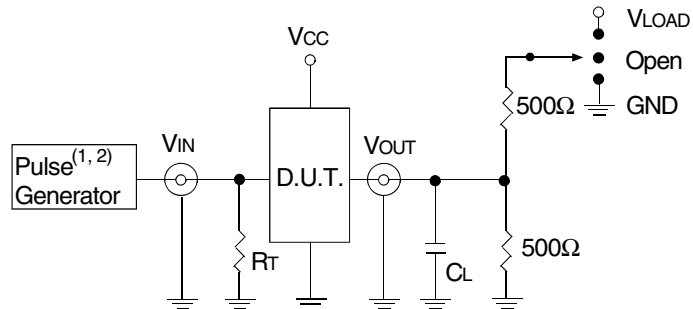 VLOAD
VCC
Open
500Ω
GND
VIN
VOUT
Pulse(1, 2)
Generator
D.U.T.
RT
CL
500Ω